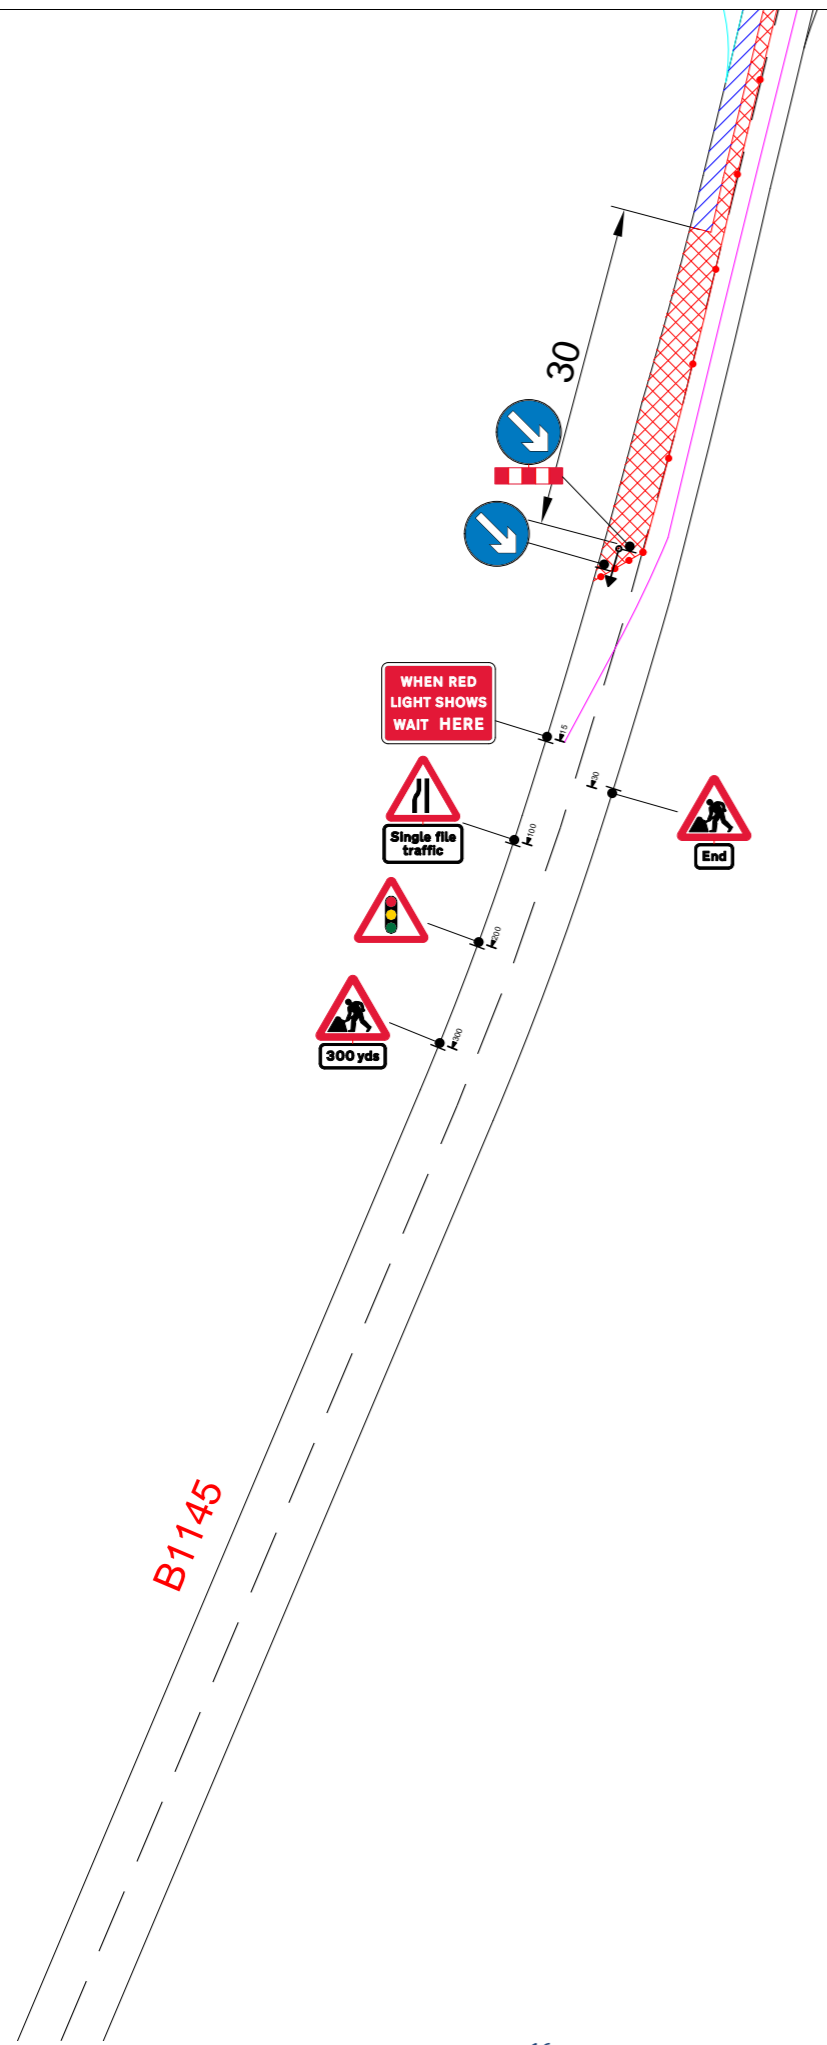 30
WHEN RED
LIGHT SHOWS
WAIT HERE
15
30
Single file
traffic
100
End
200
300
300 yds
B1145